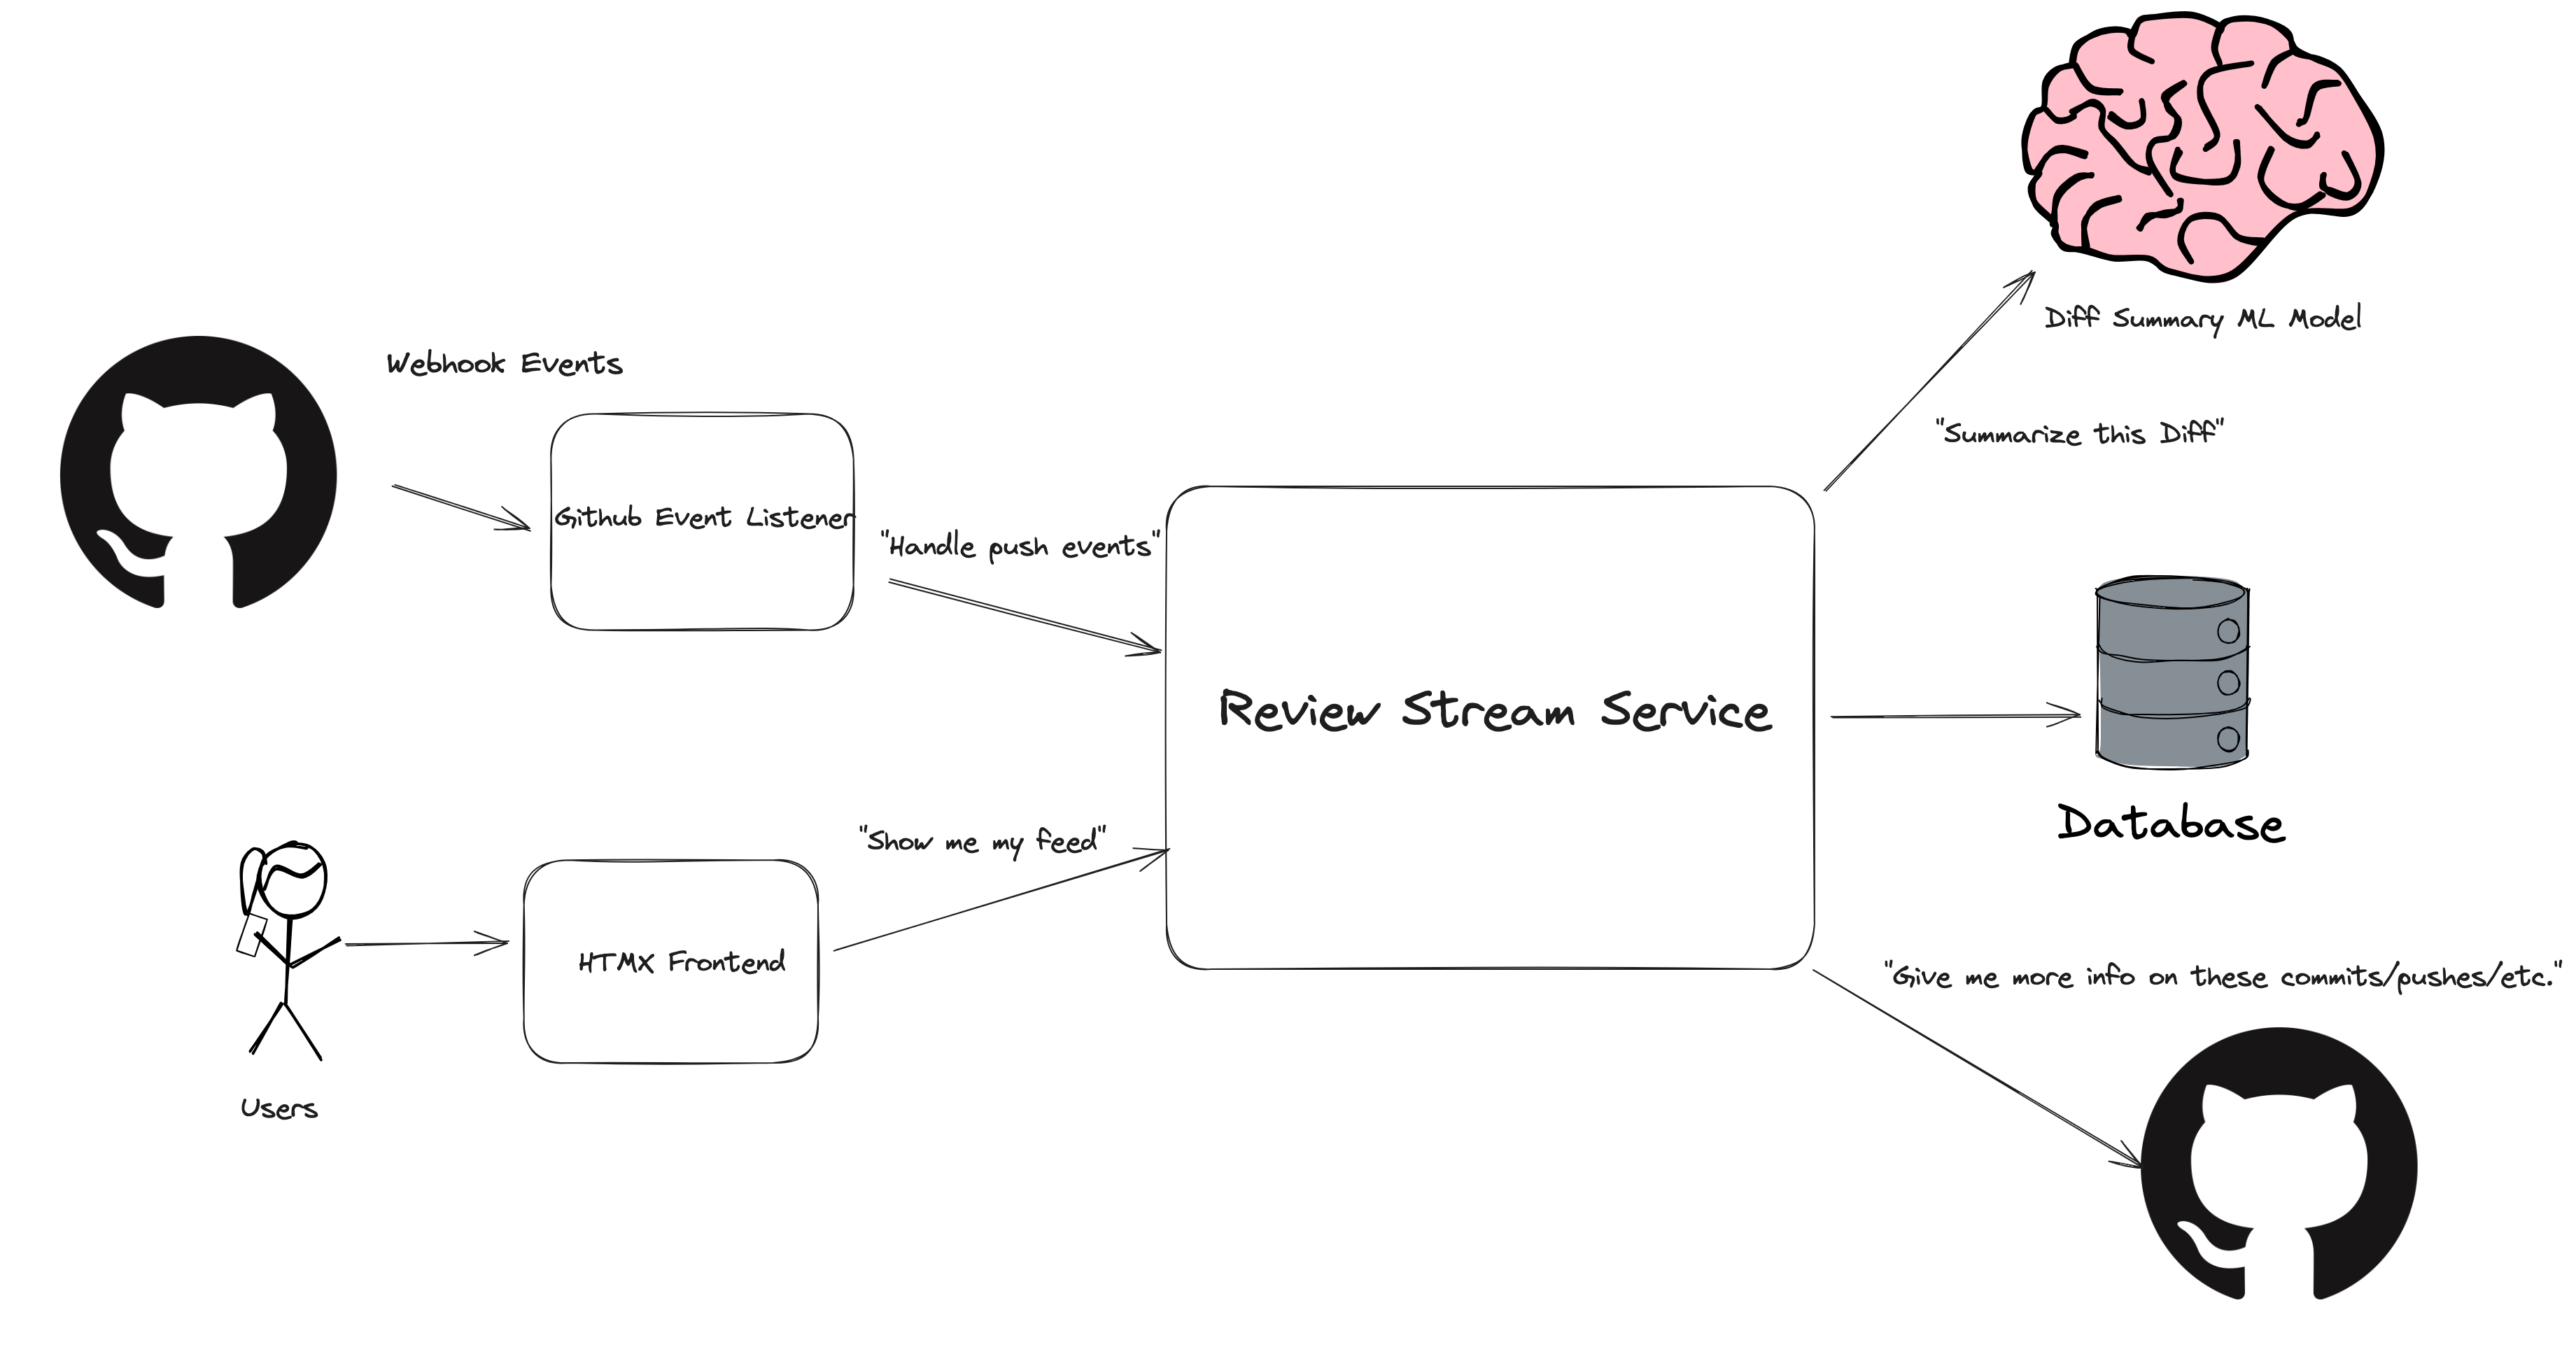 Diff Summary ML Model
Webhook Events
"Summarize this Diff"
Github Event Listener
"Handle push events"
Review Stream Service
Database
"Show me my feed"
HTMX Frontend
"Give me more info on these commits/pushes/etc."
Users